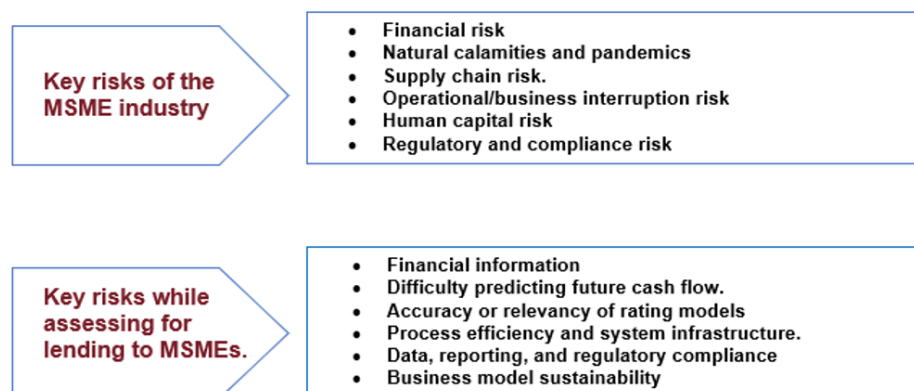 Key risks of the
MSME industry
• Financial risk
• Natural calamities and pandemics
• Supply chain risk.
• Operational/business interruption risk
• Human capital risk
• Regulatory and compliance risk
Key risks while
assessing for
lending to MSMEs.
• Financial information
• Difficulty predicting future cash flow.
• Accuracy or relevancy of rating models
• Process efficiency and system infrastructure.
• Data, reporting, and regulatory compliance
• Business model sustainability